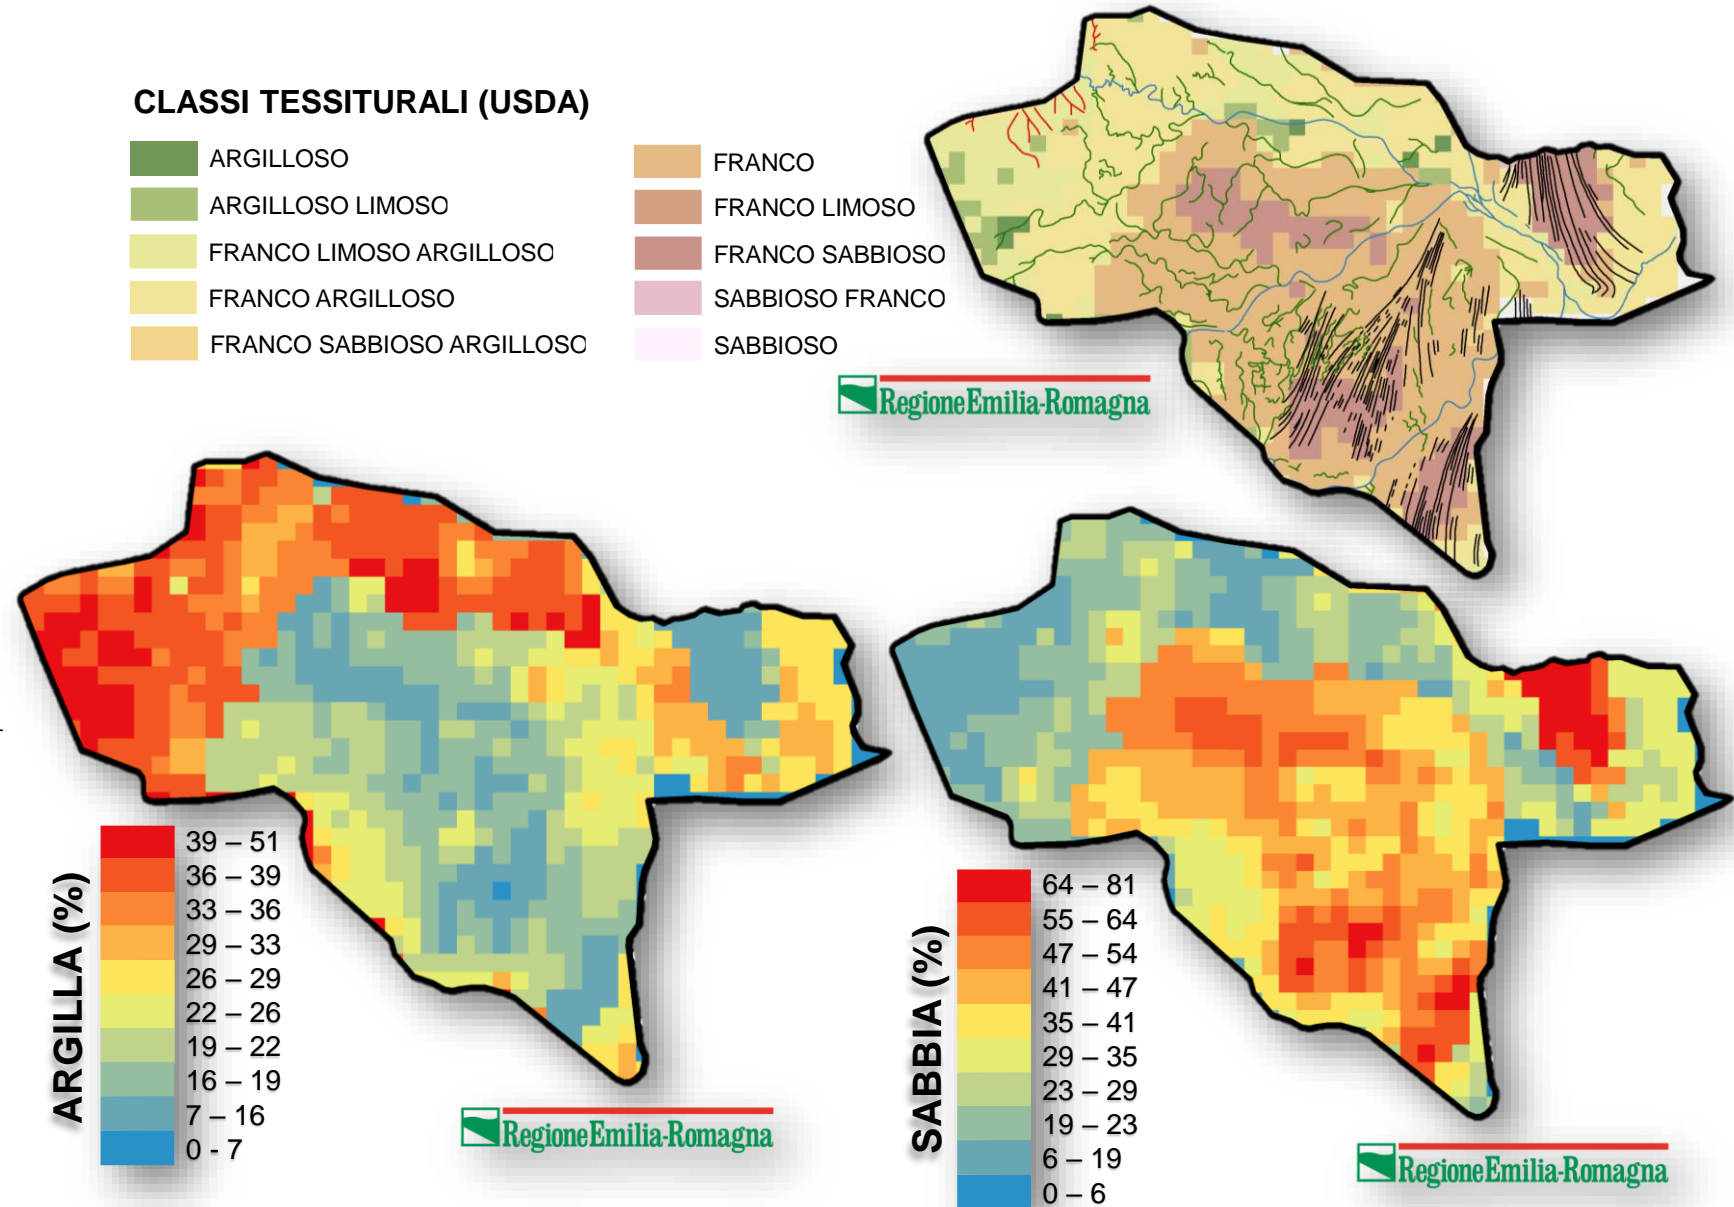 CLASSI TESSITURALI (USDA)
ARGILLOSO
ARGILLOSO LIMOSO
FRANCO LIMOSO ARGILLOSO
FRANCO ARGILLOSO
FRANCO SABBIOSO ARGILLOSO
FRANCO
FRANCO LIMOSO
FRANCO SABBIOSO
SABBIOSO FRANCO
SABBIOSO
RegioneEmilia-Romagna
ARGILLA (%)
39 – 51
36 – 39
33 – 36
29 – 33
26 – 29
22 – 26
19 – 22
16 – 19
7 – 16
0 - 7
RegioneEmilia-Romagna
SABBIA (%)
64 – 81
55 – 64
47 – 54
41 – 47
35 – 41
29 – 35
23 – 29
19 – 23
6 – 19
0 – 6
RegioneEmilia-Romagna